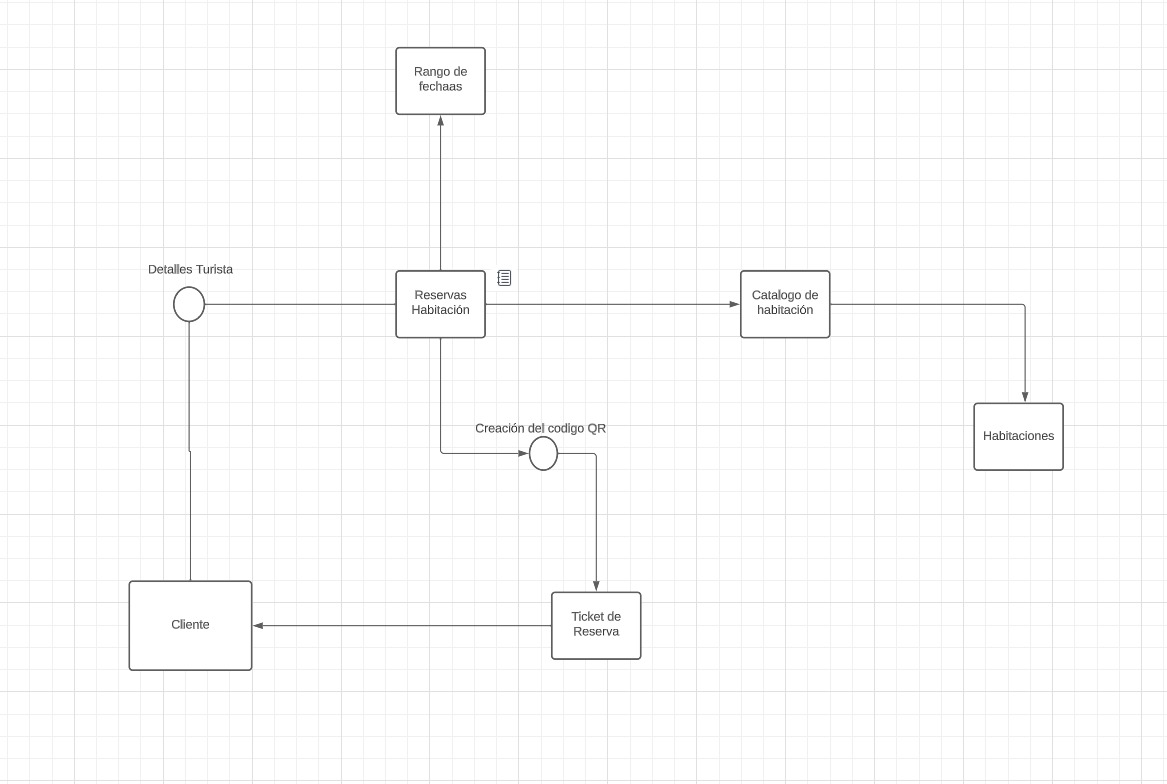 Rango de
fechaas
Detalles Turista
Reservas
Habitación
Catalogo de
habitación
Creación del codigo QR
Habitaciones
Cliente
Ticket de
Reserva